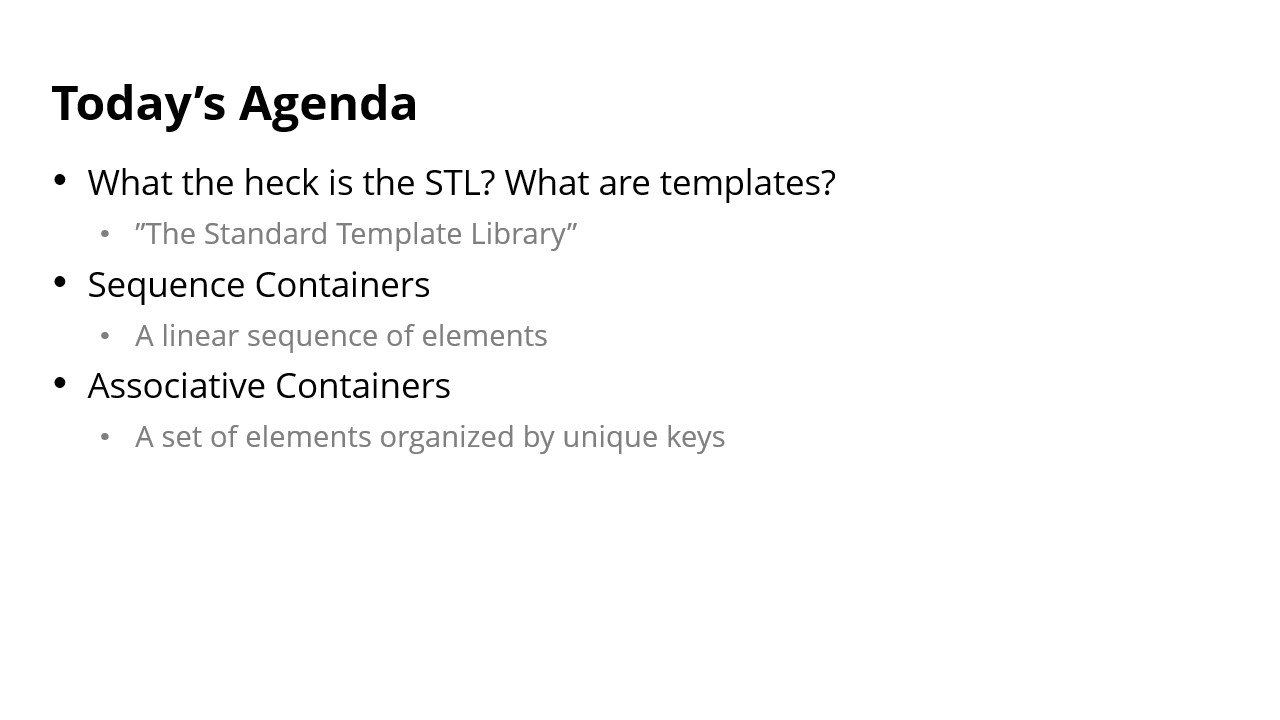 Today’s Agenda
• What the heck is the STL? What are templates?
• ”The Standard Template Library”
• Sequence Containers
• A linear sequence of elements
• Associative Containers
• A set of elements organized by unique keys